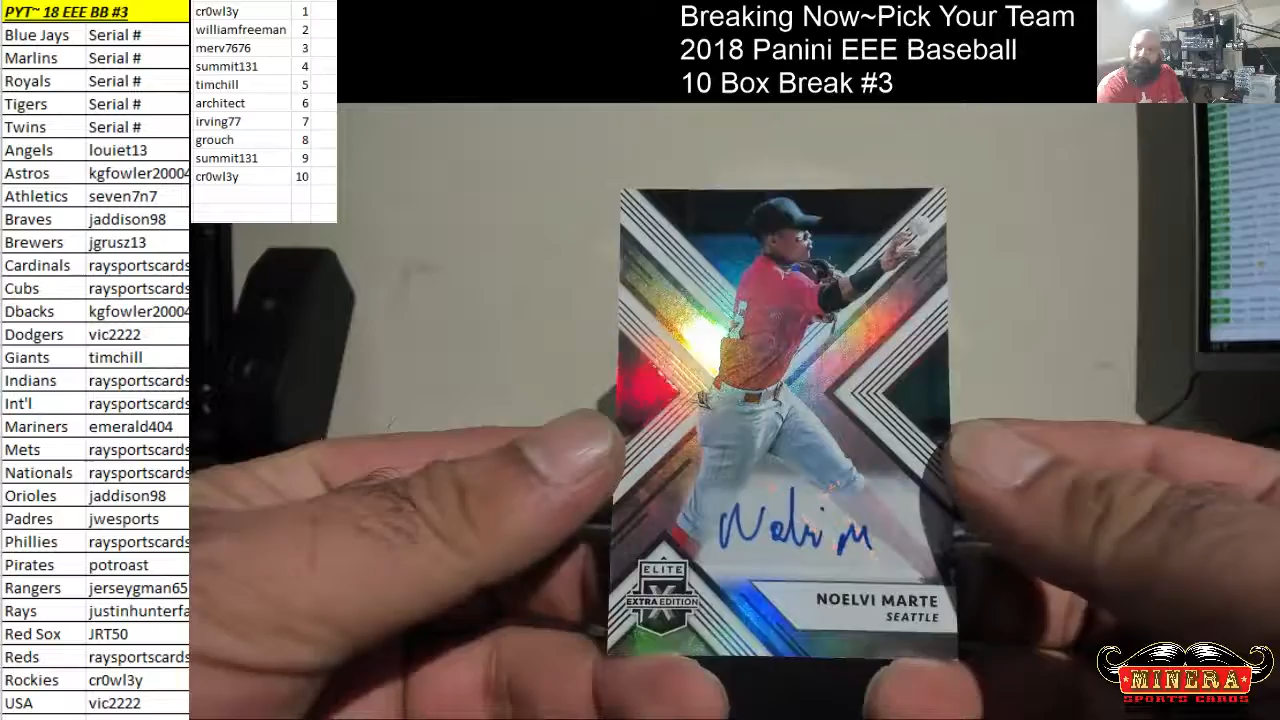 PYT~ 18 EEE BB #3
Blue Jays Serial #
Marlins Serial #
Royals Serial #
Tigers Serial #
Twins Serial #
Angels louiet13
Astros kgfowler20004
Athletics seven7n7
Braves jaddison98
Brewers jgrusz13
Cardinals raysportscards
Cubs raysportscards
Dbacks kgfowler20004
Dodgers vic2222
Giants timchill
Indians raysportscards
Int'l raysportscards
Mariners emerald404
Mets raysportscards
Nationals raysportscards
Orioles jaddison98
Padres jwesports
Phillies raysportscards
Pirates potroast
Rangers jerseygman65
Rays justinhunterfa
Red Sox JRT50
Reds raysportscards
Rockies cr0wl3y
USA vic2222
cr0wl3y 1
williamfreeman 2
merv7676 3
summit131 4
timchill 5
architect 6
irving77 7
grouch 8
summit131 9
cr0wl3y 10
Breaking Now~Pick Your Team
2018 Panini EEE Baseball
10 Box Break #3
Noelvi M
ELITE
X
EXTRA EDITION
NOELVI MARTE
SEATTLE
MINERA
SPORTS CARDS